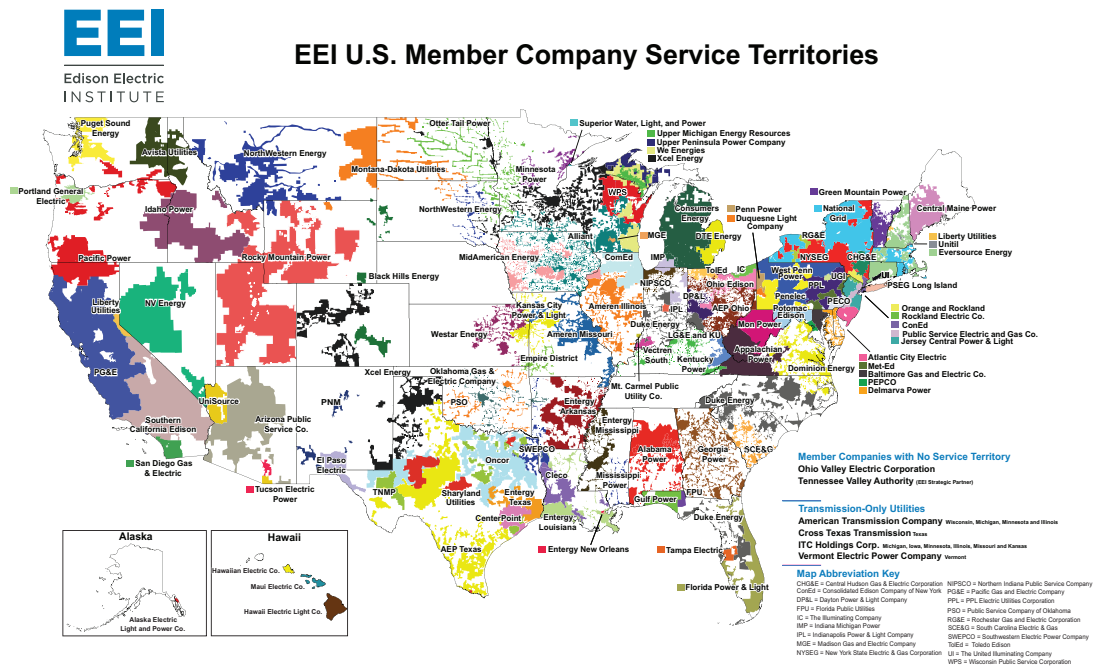 EEI
Edison Electric
INSTITUTE
EEI U.S. Member Company Service Territories
Puget Sound
Energy
Avista Utilities
NorthWestern Energy
Otter Tail Power
Superior Water, Light, and Power
Upper Michigan Energy Resources
Upper Peninsula Power Company
We Energies
Xcel Energy
Montana-Dakota Utilities
Minnesota
Power
WPS
Portland General
Electric
Idaho Power
NorthWestern Energy
Consumers
Energy
Penn Power
Duquesne Light
Company
Green Mountain Power
National
Grid
Central Maine Power
Pacific Power
Rocky Mountain Power
Alliant
MGE
DTE Energy
RG&E
NYSEG
CHG&E
Liberty Utilities
Unitil
Eversource Energy
MidAmerican Energy
ComEd
IMP
TolEd
IC
West Penn
Power
UGI
UI
PSEG Long Island
Black Hills Energy
NIPSCO
Ohio Edison
Penelec
PPL
Liberty
Utilities
NV Energy
Kansas City
Power & Light
Ameren Illinois
DP&L
IPL
AEP Ohio
Potomac
Edison
PECO
Orange and Rockland
Rockland Electric Co.
ConEd
Public Service Electric and Gas Co.
Jersey Central Power & Light
Westar Energy
Ameren Missouri
Duke Energy
LG&E and KU
Mon Power
PG&E
Empire District
Vectren
South
Kentucky
Power
Appalachian
Power
Dominion Energy
Atlantic City Electric
Met-Ed
Baltimore Gas and Electric Co.
PEPCO
Delmarva Power
Xcel Energy
Oklahoma Gas &
Electric Company
Mt. Carmel Public
Utility Co.
UniSource
PNM
PSO
Entergy
Arkansas
Duke Energy
Southern
California Edison
Arizona Public
Service Co.
Entergy
Mississippi
San Diego Gas
& Electric
El Paso
Electric
Oncor
SWEPCO
Alabama
Power
Georgia
Power
SCE&G
Tucson Electric
Power
TNMP
Sharyland
Utilities
Entergy
Texas
Cleco
Mississippi
Power
Gulf Power
FPU
CenterPoint
Entergy
Louisiana
Duke Energy
AEP Texas
Entergy New Orleans
Tampa Electric
Florida Power & Light
Alaska
Alaska Electric
Light and Power Co.
Hawaii
Hawaiian Electric Co.
Maui Electric Co.
Hawaii Electric Light Co.
Member Companies with No Service Territory
Ohio Valley Electric Corporation
Tennessee Valley Authority (EEI Strategic Partner)
Transmission-Only Utilities
American Transmission Company Wisconsin, Michigan, Minnesota and Illinois
Cross Texas Transmission Texas
ITC Holdings Corp. Michigan, Iowa, Minnesota, Illinois, Missouri and Kansas
Vermont Electric Power Company Vermont
Map Abbreviation Key
CHG&E = Central Hudson Gas & Electric Corporation
ConEd = Consolidated Edison Company of New York
DP&L = Dayton Power & Light Company
FPU = Florida Public Utilities
IC = The Illuminating Company
IMP = Indiana Michigan Power
IPL = Indianapolis Power & Light Company
MGE = Madison Gas and Electric Company
NYSEG = New York State Electric & Gas Corporation
NIPSCO = Northern Indiana Public Service Company
PG&E = Pacific Gas and Electric Company
PPL = PPL Electric Utilities Corporation
PSO = Public Service Company of Oklahoma
RG&E = Rochester Gas and Electric Corporation
SCE&G = South Carolina Electric & Gas
SWEPCO = Southwestern Electric Power Company
TolEd = Toledo Edison
UI = The United Illuminating Company
WPS = Wisconsin Public Service Corporation